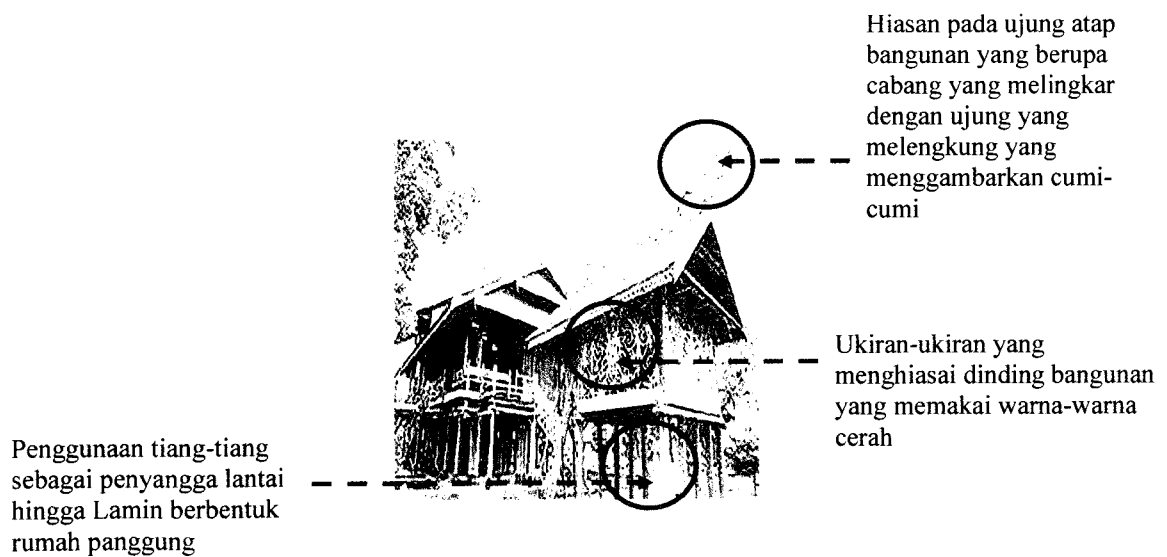 Hiasan pada ujung atap
bangunan yang berupa
cabang yang melingkar
dengan ujung yang
melengkung yang
menggambarkan cumi-
cumi
Ukiran-ukiran yang
menghiasai dinding bangunan
yang memakai warna-warna
cerah
Penggunaan tiang-tiang
sebagai penyangga lantai
hingga Lamin berbentuk
rumah panggung